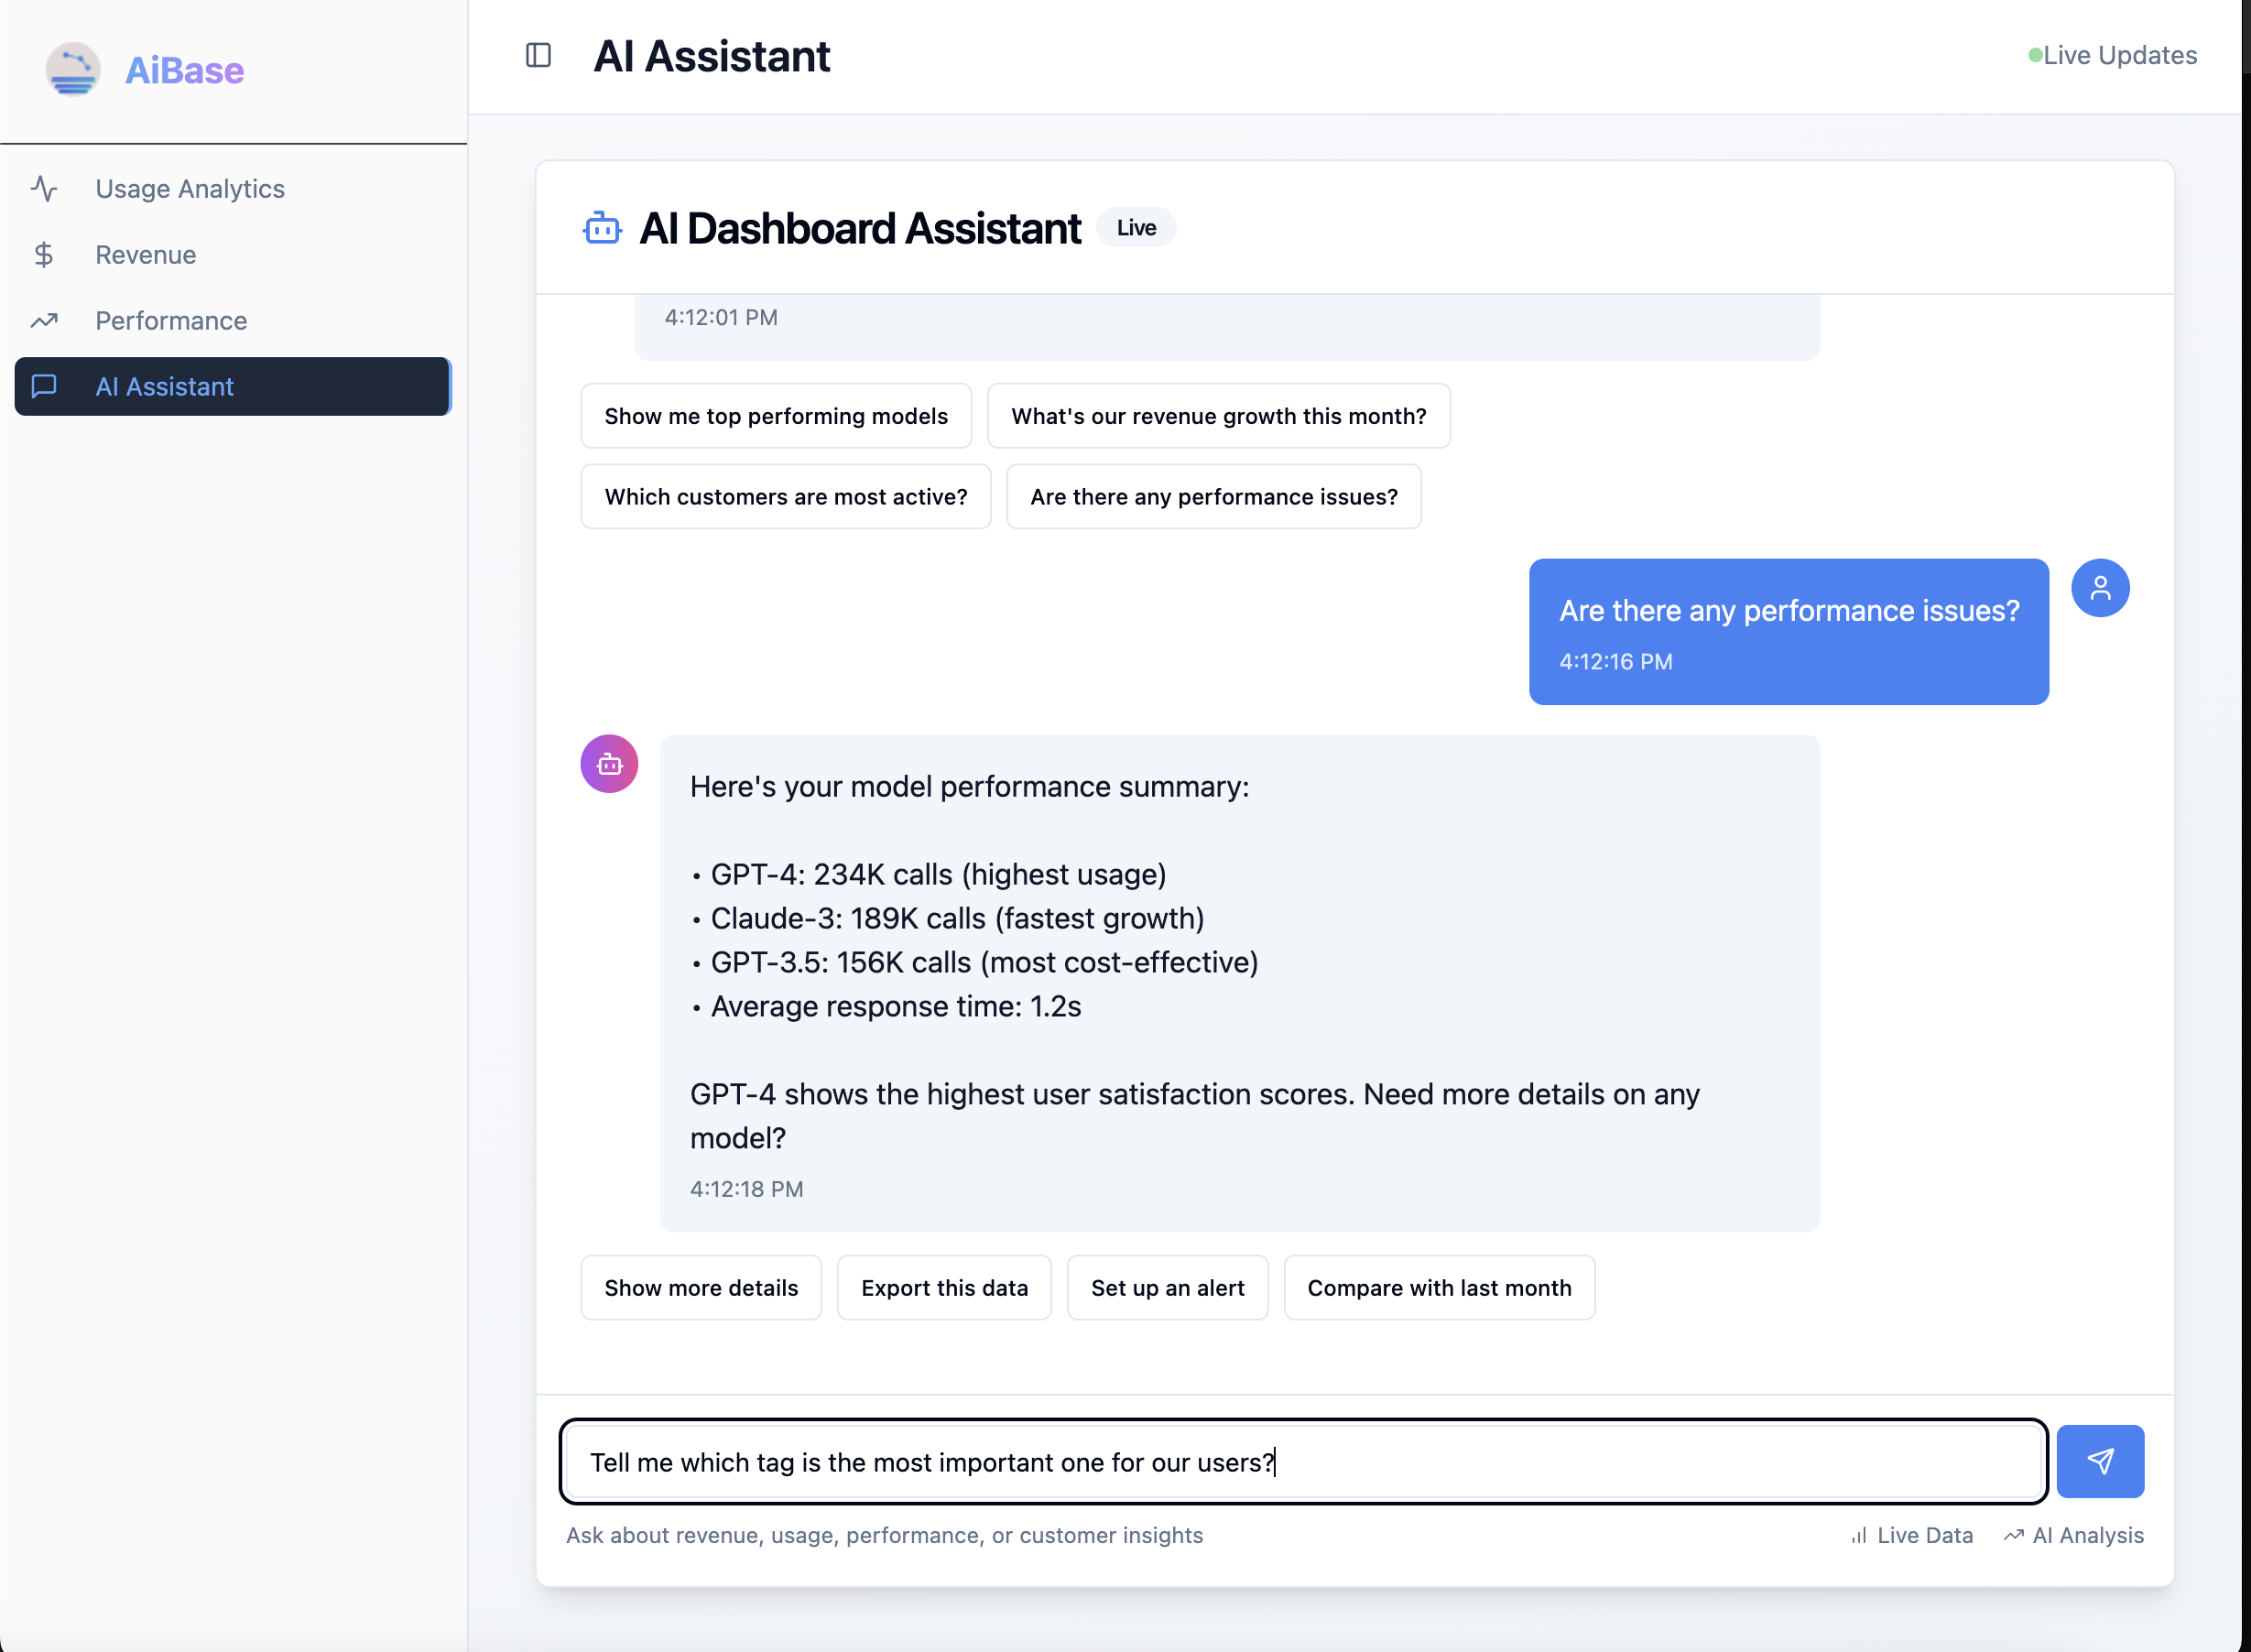 AiBase
AI Assistant
Live Updates
Usage Analytics
Revenue
Performance
AI Assistant
AI Dashboard Assistant
Live
4:12:01 PM
Show me top performing models
What's our revenue growth this month?
Which customers are most active?
Are there any performance issues?
Are there any performance issues?
4:12:16 PM
Here's your model performance summary:
• GPT-4: 234K calls (highest usage)
• Claude-3: 189K calls (fastest growth)
• GPT-3.5: 156K calls (most cost-effective)
• Average response time: 1.2s
GPT-4 shows the highest user satisfaction scores. Need more details on any
model?
4:12:18 PM
Show more details
Export this data
Set up an alert
Compare with last month
Tell me which tag is the most important one for our users?
Ask about revenue, usage, performance, or customer insights
Live Data
AI Analysis